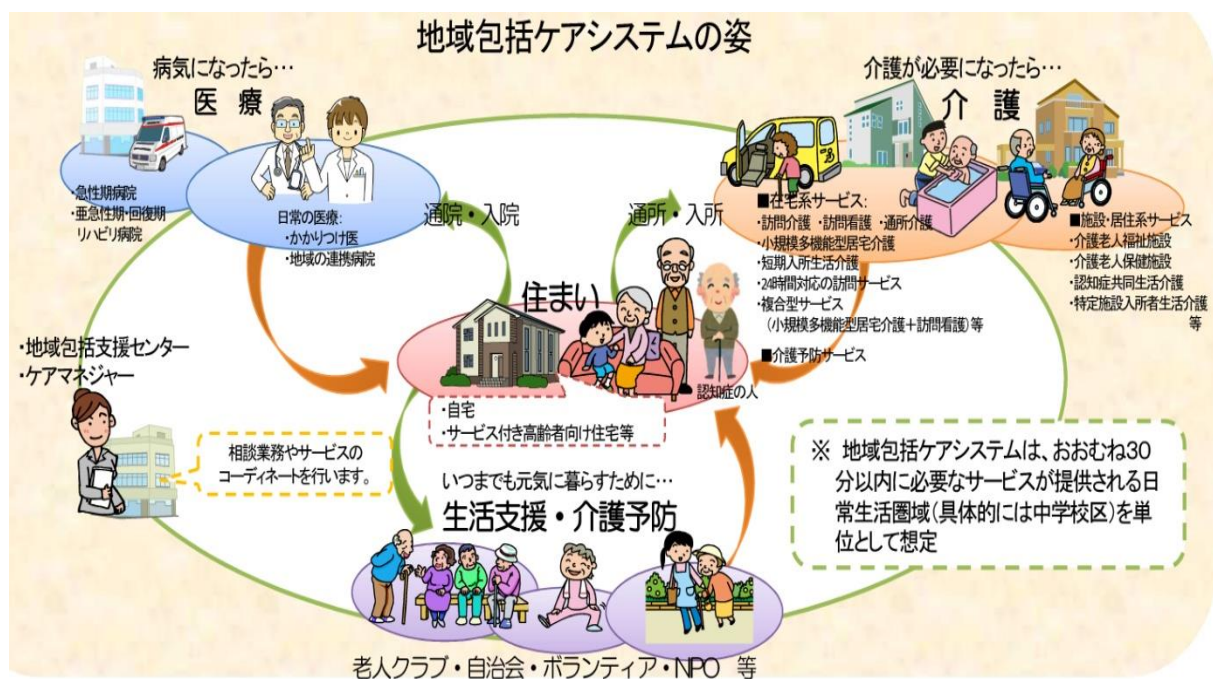 地域包括ケアシステムの姿
病気になったら…
医　療
・急性期病院
・亜急性期・回復期
リハビリ病院
日常の医療:
・かかりつけ医
・地域の連携病院
通院・入院
通所・入所
介護が必要になったら…
介　護
■在宅系サービス:
・訪問介護　・訪問看護　・通所介護
・小規模多機能型居宅介護
・短期入所生活介護
・24時間対応の訪問サービス
・複合型サービス
（小規模多機能型居宅介護＋訪問看護）等
■介護予防サービス
■施設・居住系サービス
・介護老人福祉施設
・介護老人保健施設
・認知症共同生活介護
・特定施設入所者生活介護
等
住まい
認知症の人
・自宅
・サービス付き高齢者向け住宅等
・地域包括支援センター
・ケアマネジャー
相談業務やサービスの
コーディネートを行います。
いつまでも元気に暮らすために…
生活支援・介護予防
老人クラブ・自治会・ボランティア・NPO　等
※　地域包括ケアシステムは、おおむね30
分以内に必要なサービスが提供される日
常生活圏域（具体的には中学校区）を単
位として想定